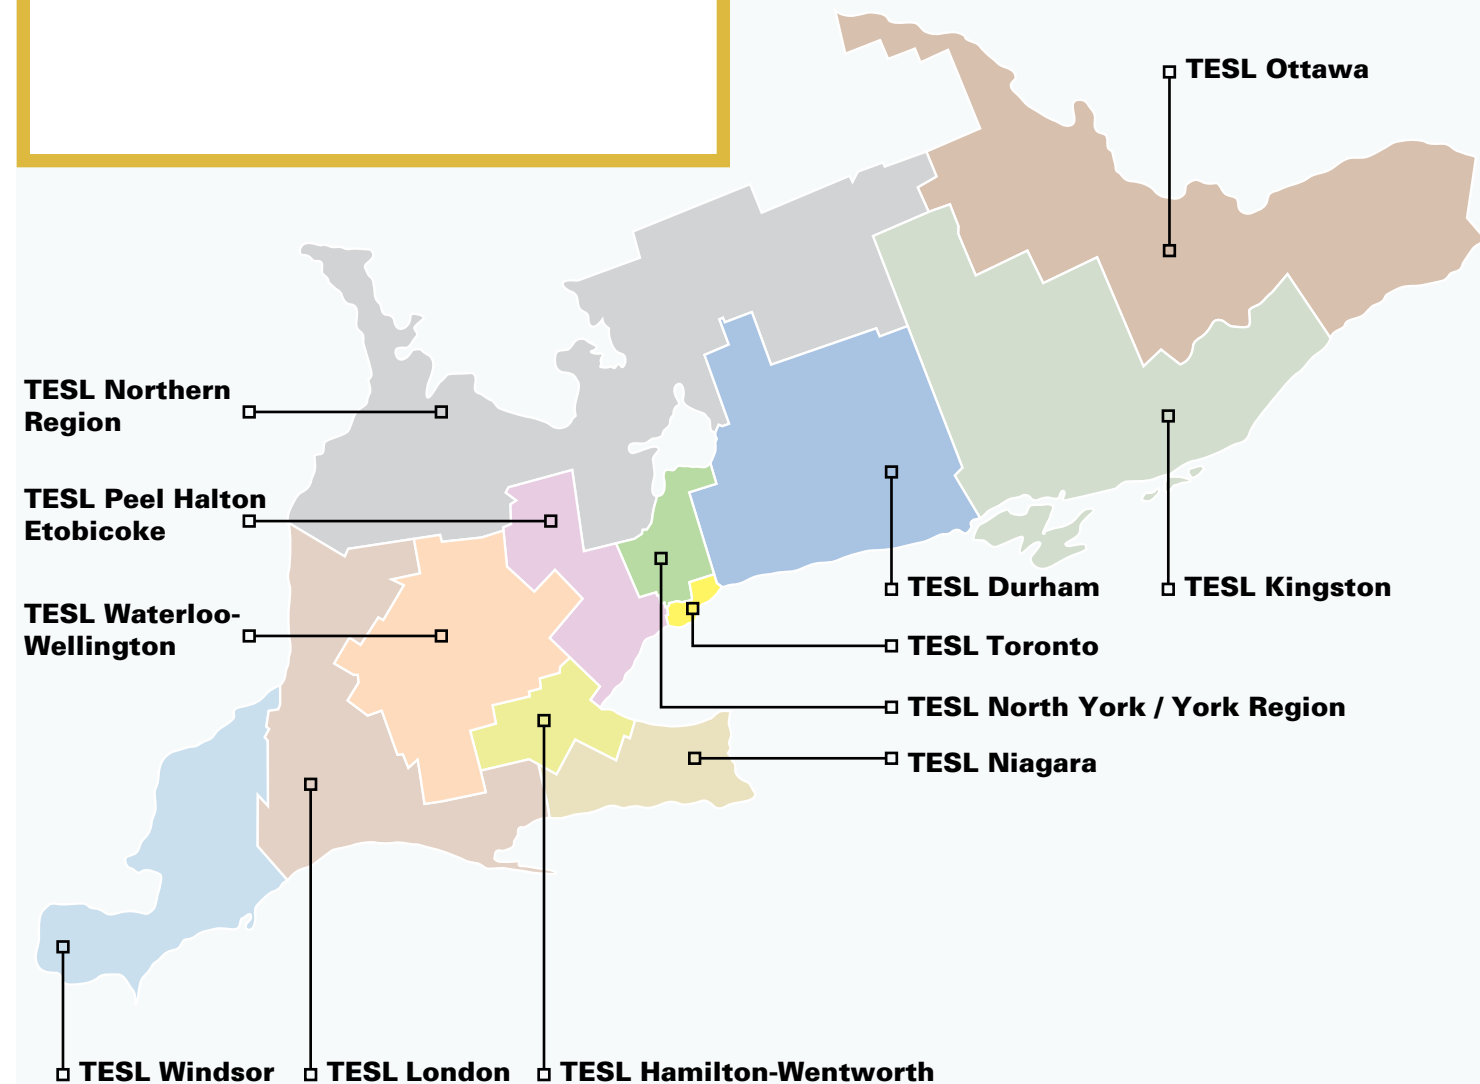 TESL Ottawa
TESL Northern
Region
TESL Peel Halton
Etobicoke
TESL Durham
TESL Kingston
TESL Waterloo-
Wellington
TESL Toronto
TESL North York / York Region
TESL Niagara
TESL Windsor
TESL London
TESL Hamilton-Wentworth